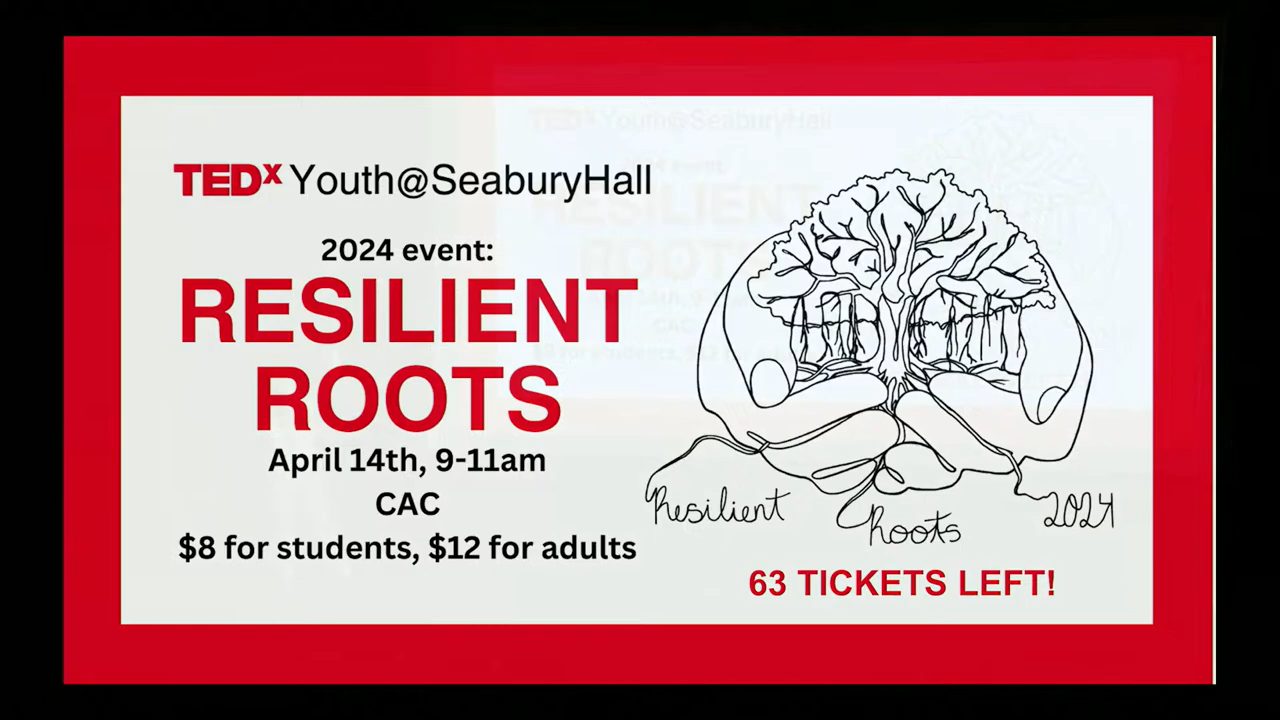 TEDx Youth@SeaburyHall
2024 event:
RESILIENT
ROOTS
April 14th, 9-11am
CAC
$8 for students, $12 for adults
Resilient
Roots
2024
63 TICKETS LEFT!